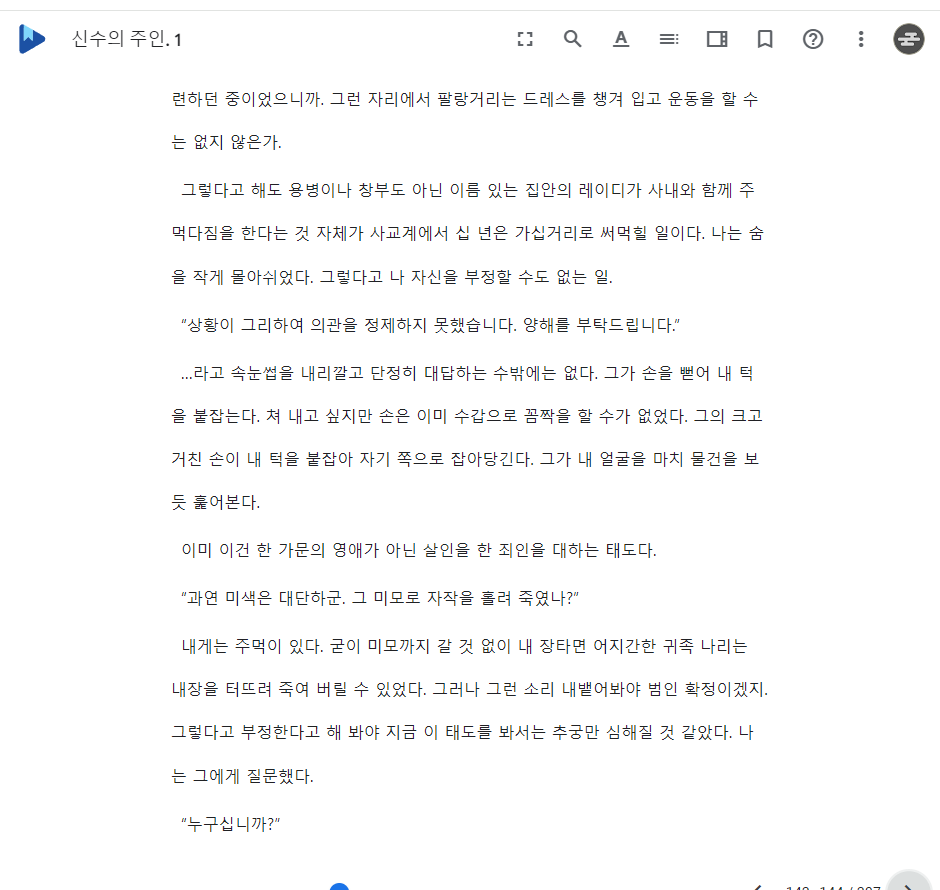 신수의 주인. 1
련하던 중이었으니까. 그런 자리에서 팔랑거리는 드레스를 챙겨 입고 운동을 할 수
는 없지 않은가.
그렇다고 해도 용병이나 창부도 아닌 이름 있는 집안의 레이디가 사내와 함께 주
먹다짐을 한다는 것 자체가 사교계에서 십 년은 가십거리로 써먹힐 일이다. 나는 숨
을 작게 몰아쉬었다. 그렇다고 나 자신을 부정할 수도 없는 일.
“상황이 그리하여 의관을 정제하지 못했습니다. 양해를 부탁드립니다.”
...라고 속눈썹을 내리깔고 단정히 대답하는 수밖에는 없다. 그가 손을 뻗어 내 턱
을 붙잡는다. 쳐 내고 싶지만 손은 이미 수갑으로 꼼짝을 할 수가 없었다. 그의 크고
거친 손이 내 턱을 붙잡아 자기 쪽으로 잡아당긴다. 그가 내 얼굴을 마치 물건을 보
듯 훑어본다.
이미 이건 한 가문의 영애가 아닌 살인을 한 죄인을 대하는 태도다.
“과연 미색은 대단하군. 그 미모로 자작을 홀려 죽였나?”
내게는 주먹이 있다. 굳이 미모까지 갈 것 없이 내 장타면 어지간한 귀족 나리는
내장을 터뜨려 죽여 버릴 수 있었다. 그러나 그런 소리 내뱉어봐야 범인 확정이겠지.
그렇다고 부정한다고 해 봐야 지금 이 태도를 봐서는 추궁만 심해질 것 같았다. 나
는 그에게 질문했다.
“누구십니까?”